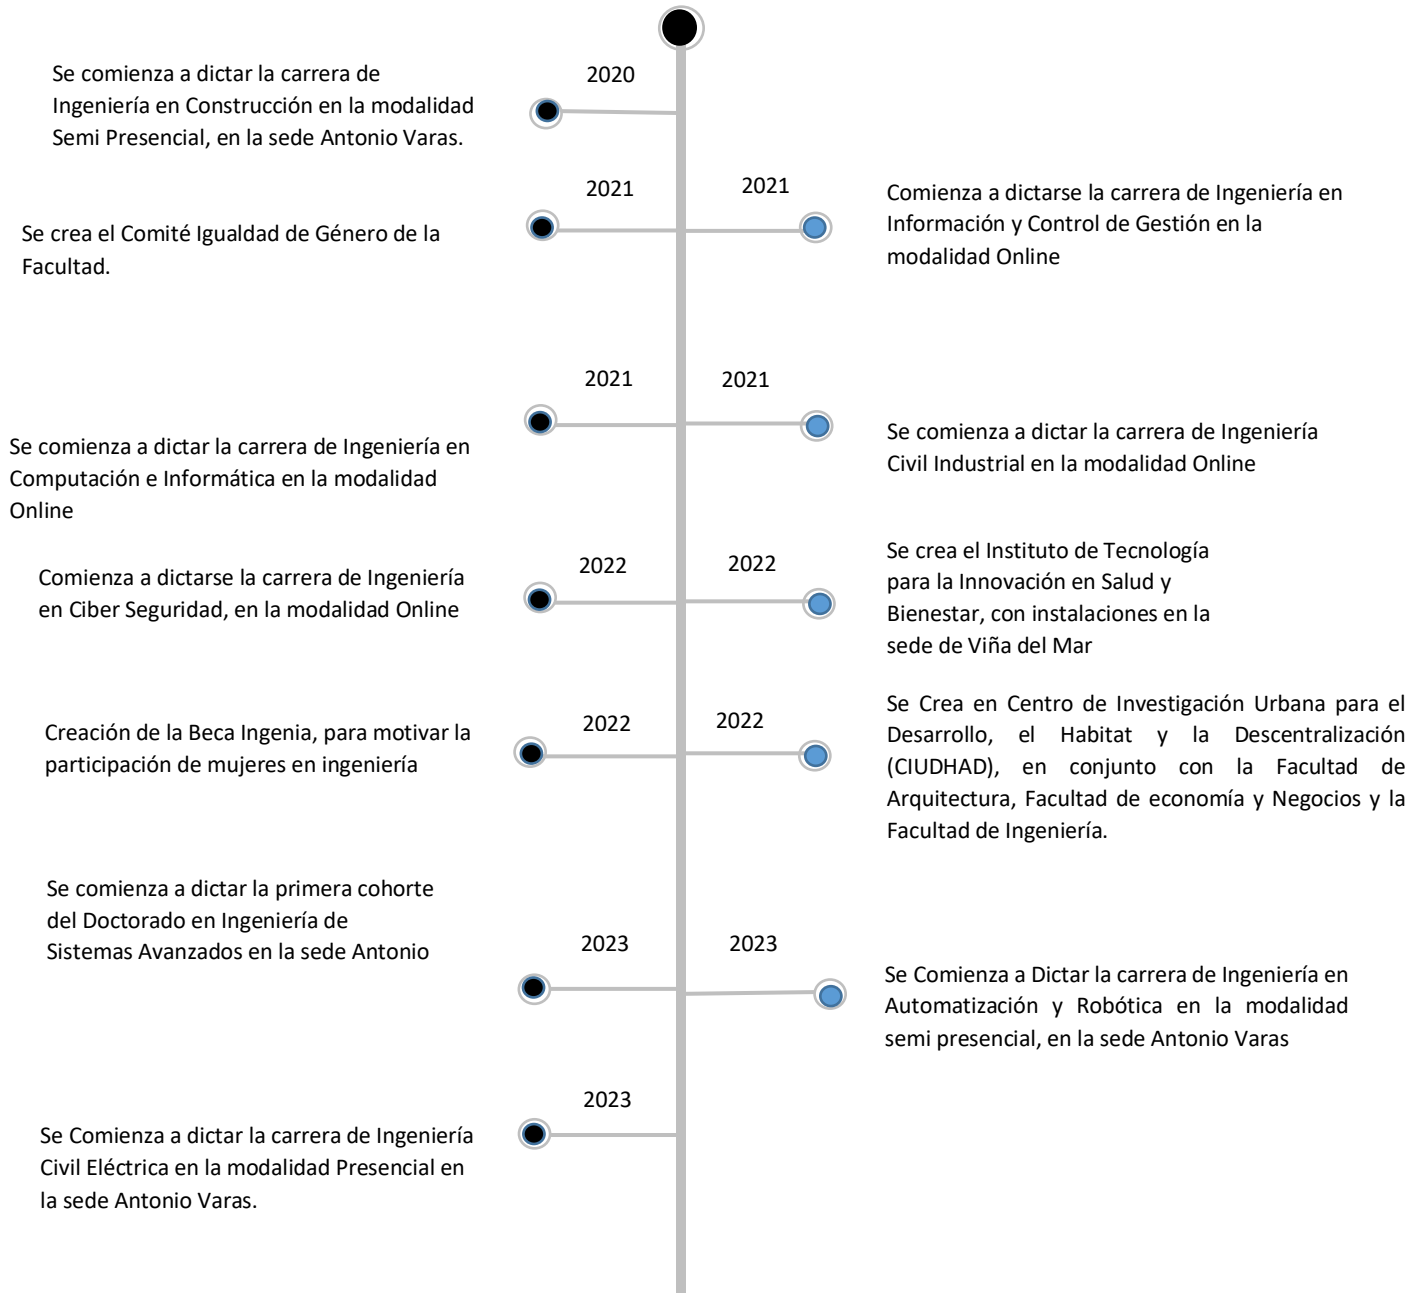 2020
Se comienza a dictar la carrera de
Ingeniería en Construcción en la modalidad
Semi Presencial, en la sede Antonio Varas.
2021
Se crea el Comité Igualdad de Género de la
Facultad.
2021
Comienza a dictarse la carrera de Ingeniería en
Información y Control de Gestión en la
modalidad Online
2021
Se comienza a dictar la carrera de Ingeniería en
Computación e Informática en la modalidad
Online
2021
Se comienza a dictar la carrera de Ingeniería
Civil Industrial en la modalidad Online
2022
Comienza a dictarse la carrera de Ingeniería
en Ciber Seguridad, en la modalidad Online
2022
Se crea el Instituto de Tecnología
para la Innovación en Salud y
Bienestar, con instalaciones en la
sede de Viña del Mar
2022
Creación de la Beca Ingenia, para motivar la
participación de mujeres en ingeniería
2022
Se Crea en Centro de Investigación Urbana para el
Desarrollo, el Habitat y la Descentralización
(CIUDHAD), en conjunto con la Facultad de
Arquitectura, Facultad de economía y Negocios y la
Facultad de Ingeniería.
2023
Se comienza a dictar la primera cohorte
del Doctorado en Ingeniería de
Sistemas Avanzados en la sede Antonio
2023
Se Comienza a Dictar la carrera de Ingeniería en
Automatización y Robótica en la modalidad
semi presencial, en la sede Antonio Varas
2023
Se Comienza a dictar la carrera de Ingeniería
Civil Eléctrica en la modalidad Presencial en
la sede Antonio Varas.